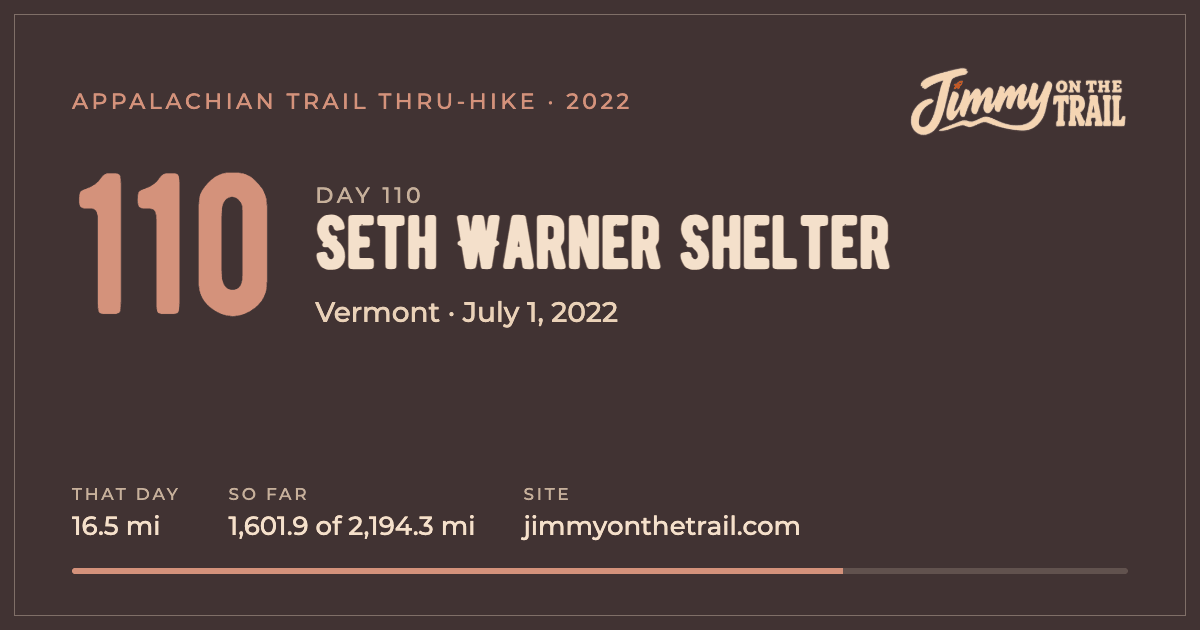 APPALACHIAN TRAIL THRU-HIKE · 2022
Jimmy ON THE TRAIL
110
DAY 110
SETH WARNER SHELTER
Vermont · July 1, 2022
THAT DAY
16.5 mi
SO FAR
1,601.9 of 2,194.3 mi
SITE
jimmyonthetrail.com